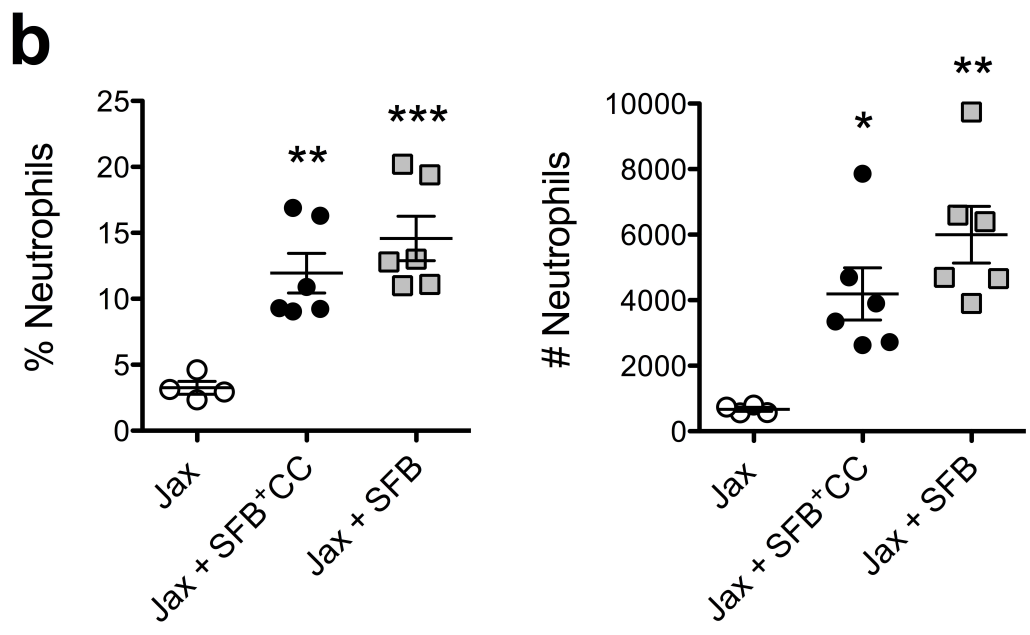 b
% Neutrophils
25
20
15
10
5
0
**
***
Jax
Jax + SFB⁺CC
Jax + SFB
# Neutrophils
10000
8000
6000
4000
2000
0
*
**
Jax
Jax + SFB⁺CC
Jax + SFB